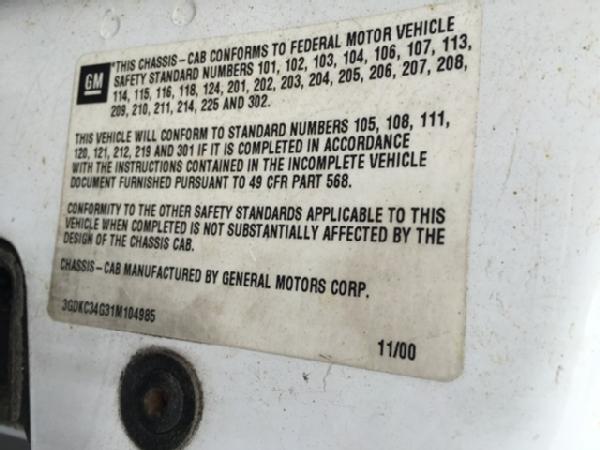 GM
"THIS CHASSIS-CAB CONFORMS TO FEDERAL MOTOR VEHICLE
SAFETY STANDARD NUMBERS 101, 102, 103, 104, 106, 107, 113,
114, 115, 116, 118, 124, 201, 202, 203, 204, 205, 206, 207, 208,
209, 210, 211, 214, 225 AND 302.
THIS VEHICLE WILL CONFORM TO STANDARD NUMBERS 105, 108, 111,
120, 121, 212, 219 AND 301 IF IT IS COMPLETED IN ACCORDANCE
WITH THE INSTRUCTIONS CONTAINED IN THE INCOMPLETE VEHICLE
DOCUMENT FURNISHED PURSUANT TO 49 CFR PART 568.
CONFORMITY TO THE OTHER SAFETY STANDARDS APPLICABLE TO THIS
VEHICLE WHEN COMPLETED IS NOT SUBSTANTIALLY AFFECTED BY THE
DESIGN OF THE CHASSIS CAB.
CHASSIS-CAB MANUFACTURED BY GENERAL MOTORS CORP.
3GDKC34G31M104985
11/00